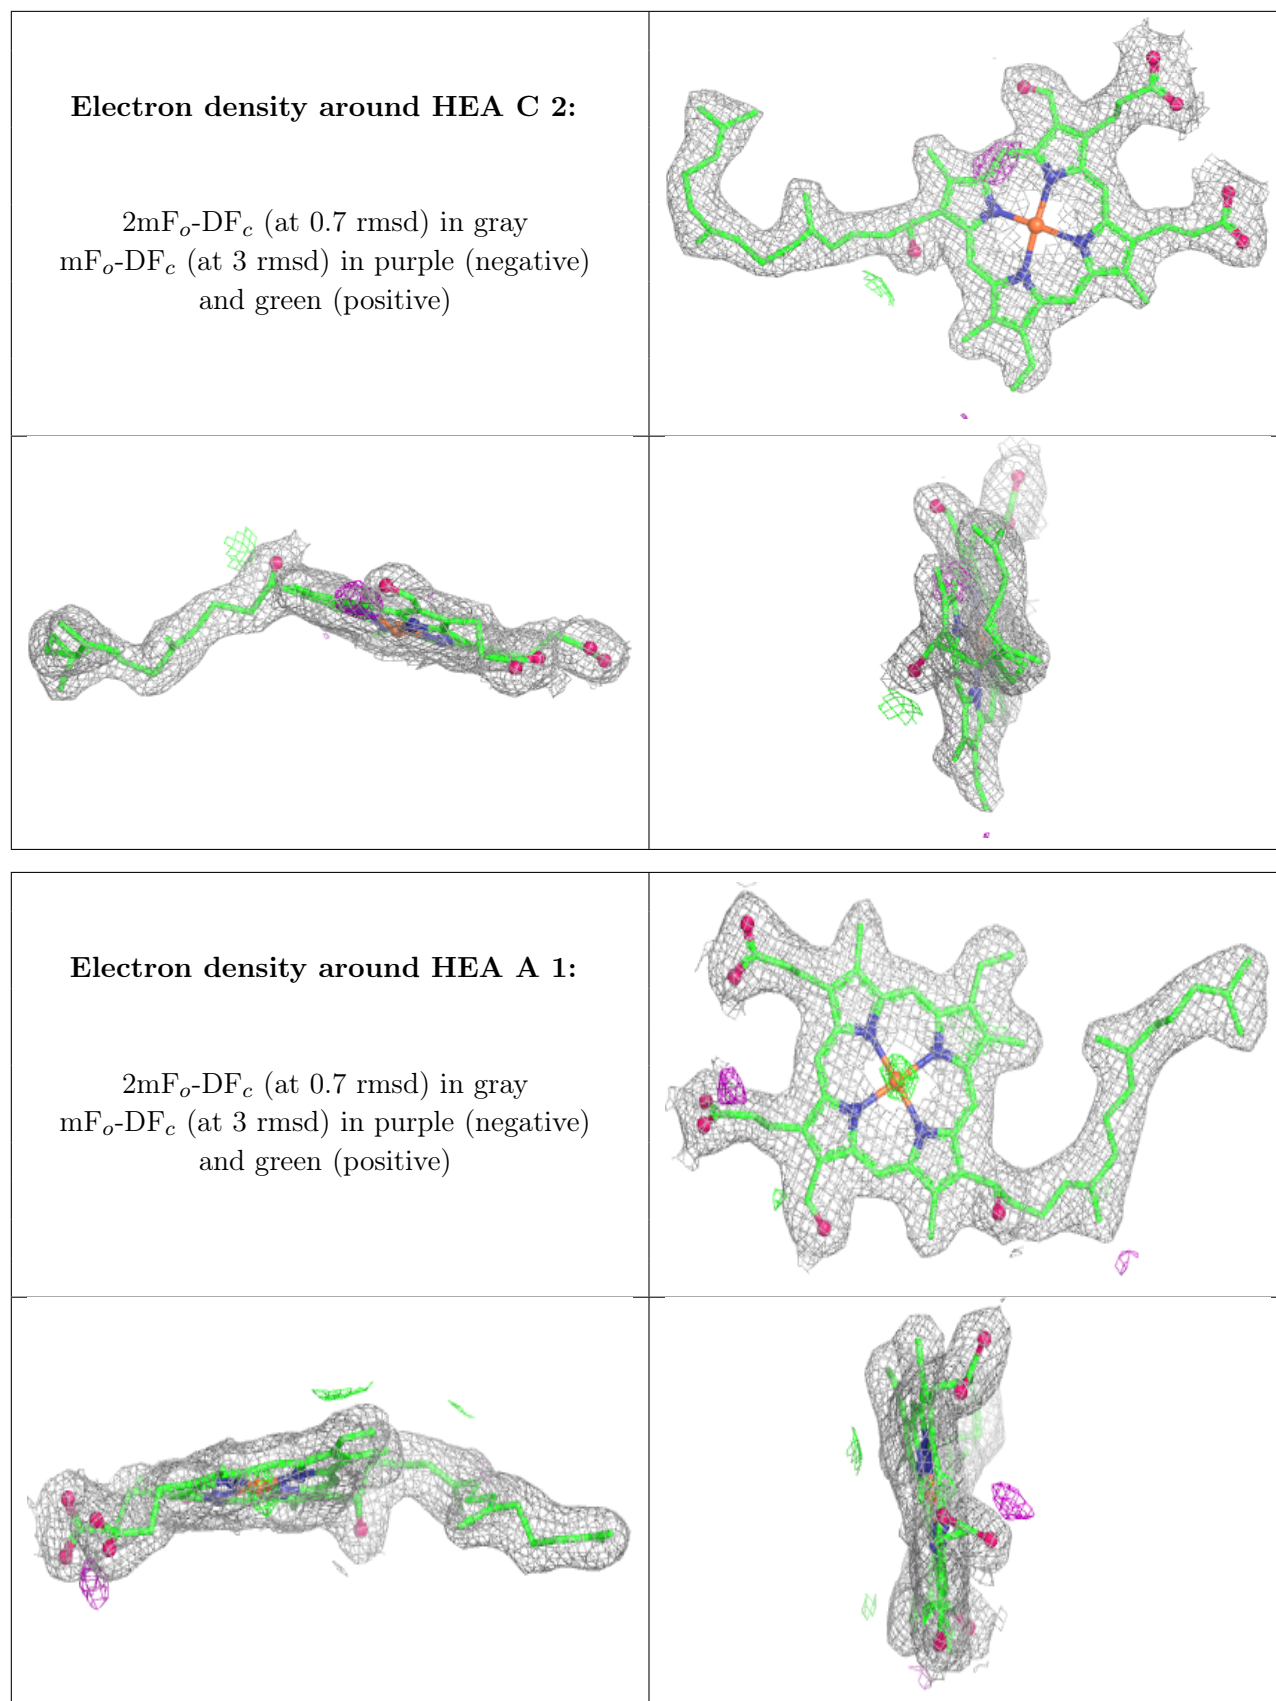 Electron density around HEA C 2:
2mFo-DFc (at 0.7 rmsd) in gray
mFo-DFc (at 3 rmsd) in purple (negative)
and green (positive)
Electron density around HEA A 1:
2mFo-DFc (at 0.7 rmsd) in gray
mFo-DFc (at 3 rmsd) in purple (negative)
and green (positive)